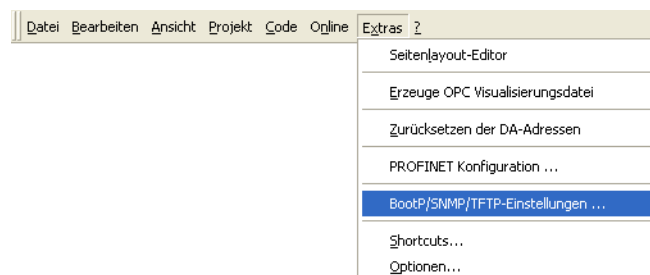 Datei Bearbeiten Ansicht Projekt Code Online Extras ?
Seitenlayout-Editor
Erzeuge OPC Visualisierungsdatei
Zurücksetzen der DA-Adressen
PROFINET Konfiguration ...
BootP/SNMP/TFTP-Einstellungen ...
Shortcuts...
Optionen...